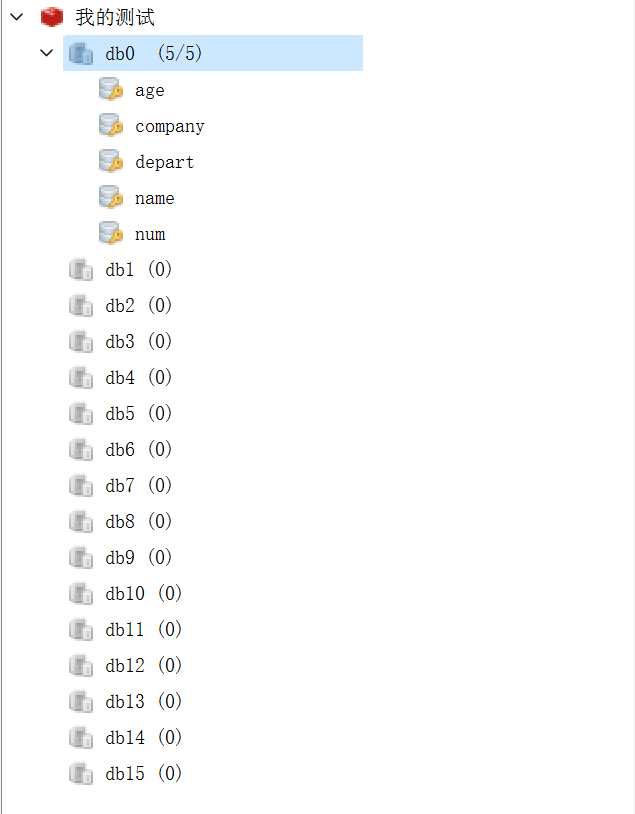 我的测试
db0 (5/5)
age
company
depart
name
num
db1 (0)
db2 (0)
db3 (0)
db4 (0)
db5 (0)
db6 (0)
db7 (0)
db8 (0)
db9 (0)
db10 (0)
db11 (0)
db12 (0)
db13 (0)
db14 (0)
db15 (0)